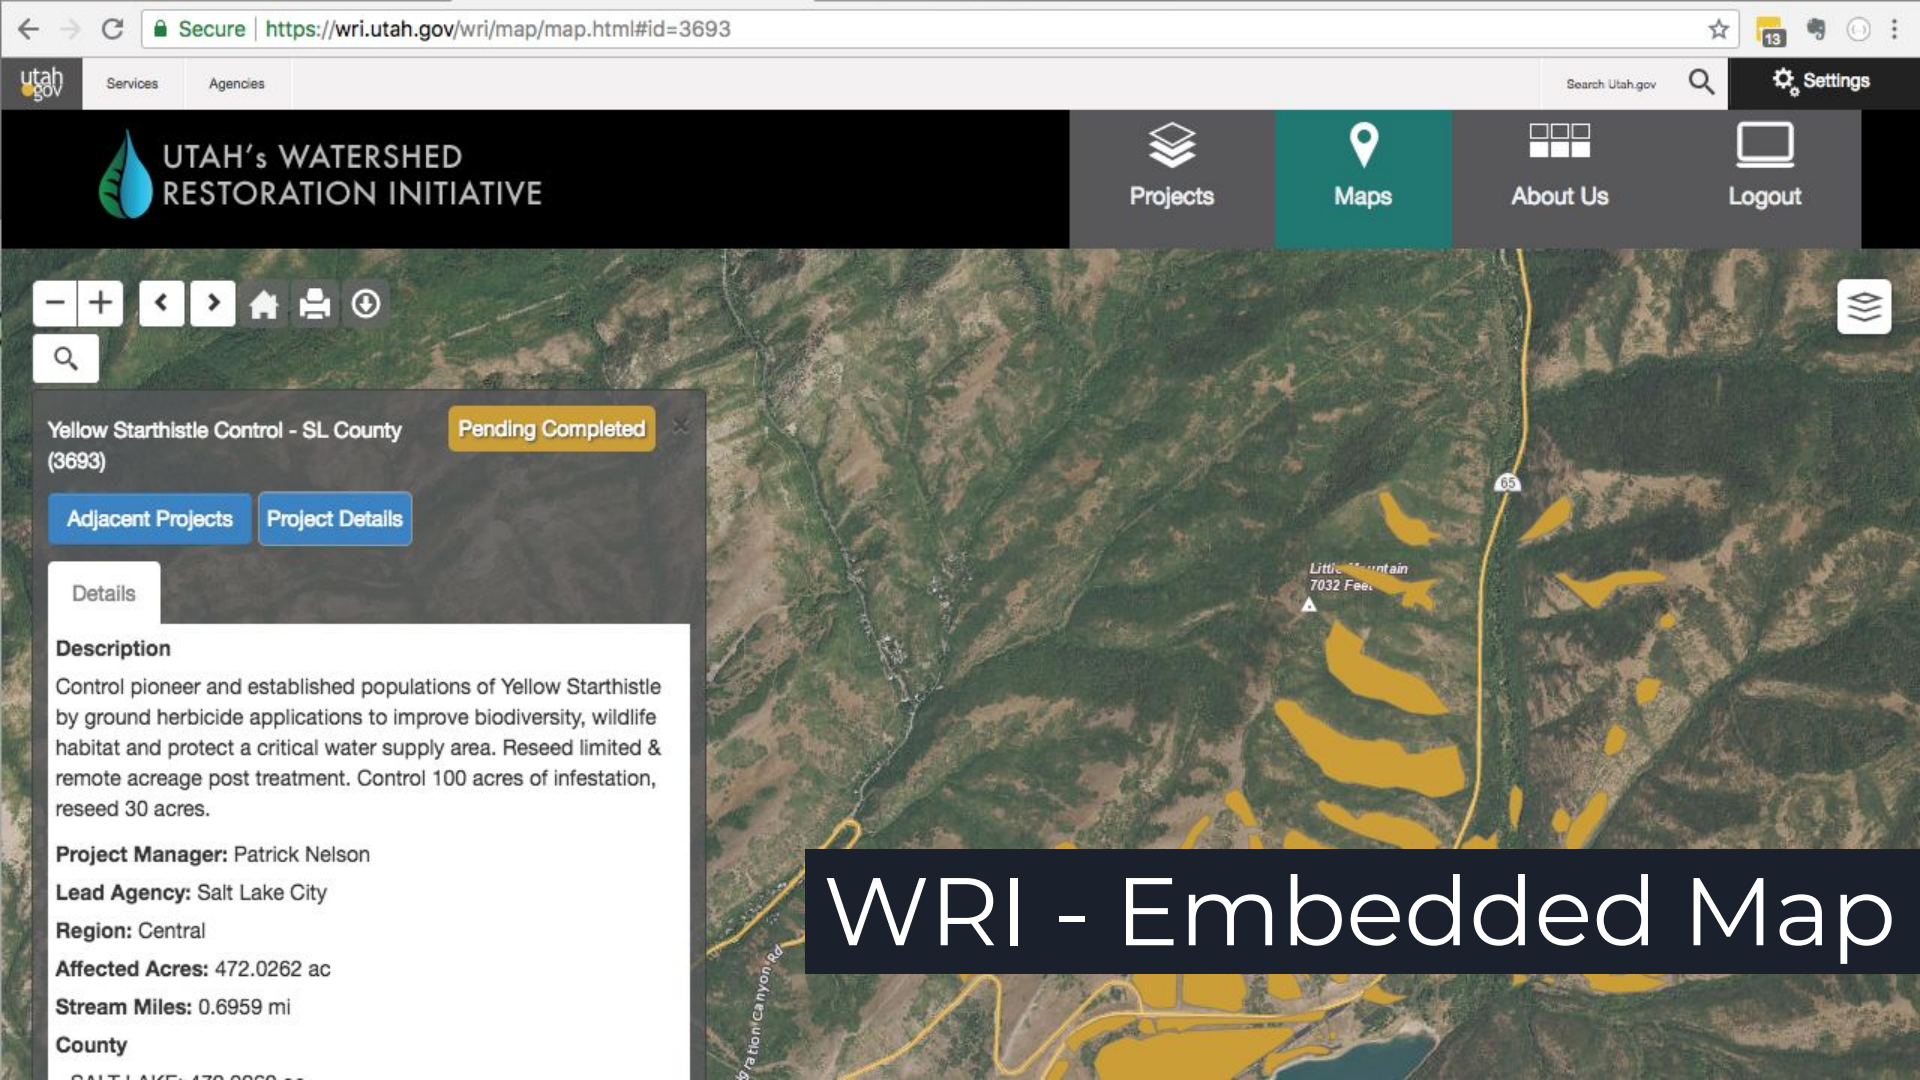 Secure https://wri.utah.gov/wri/map/map.html#id=3693
13
utah
gov
Services
Agencies
Search Utah.gov
Settings
UTAH's WATERSHED
RESTORATION INITIATIVE
Projects
Maps
About Us
Logout
Yellow Starthistle Control - SL County
(3693)
Pending Completed
Adjacent Projects
Project Details
Details
Description
Control pioneer and established populations of Yellow Starthistle
by ground herbicide applications to improve biodiversity, wildlife
habitat and protect a critical water supply area. Reseed limited &
remote acreage post treatment. Control 100 acres of infestation,
reseed 30 acres.
Project Manager: Patrick Nelson
Lead Agency: Salt Lake City
Region: Central
Affected Acres: 472.0262 ac
Stream Miles: 0.6959 mi
County
65
Little Mountain
7032 Feet
Canyon Rd
WRI - Embedded Map